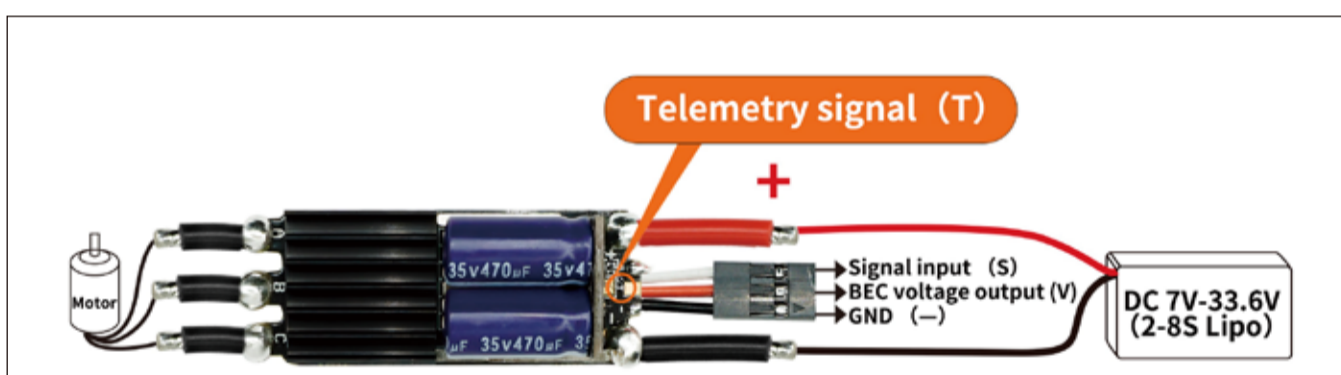 Telemetry signal（T）
+
A
B
C
35v470µF 35v47
µF 35v470µF 35
Motor
Signal input （S）
BEC voltage output (V)
GND （—）
DC 7V-33.6V
(2-8S Lipo）